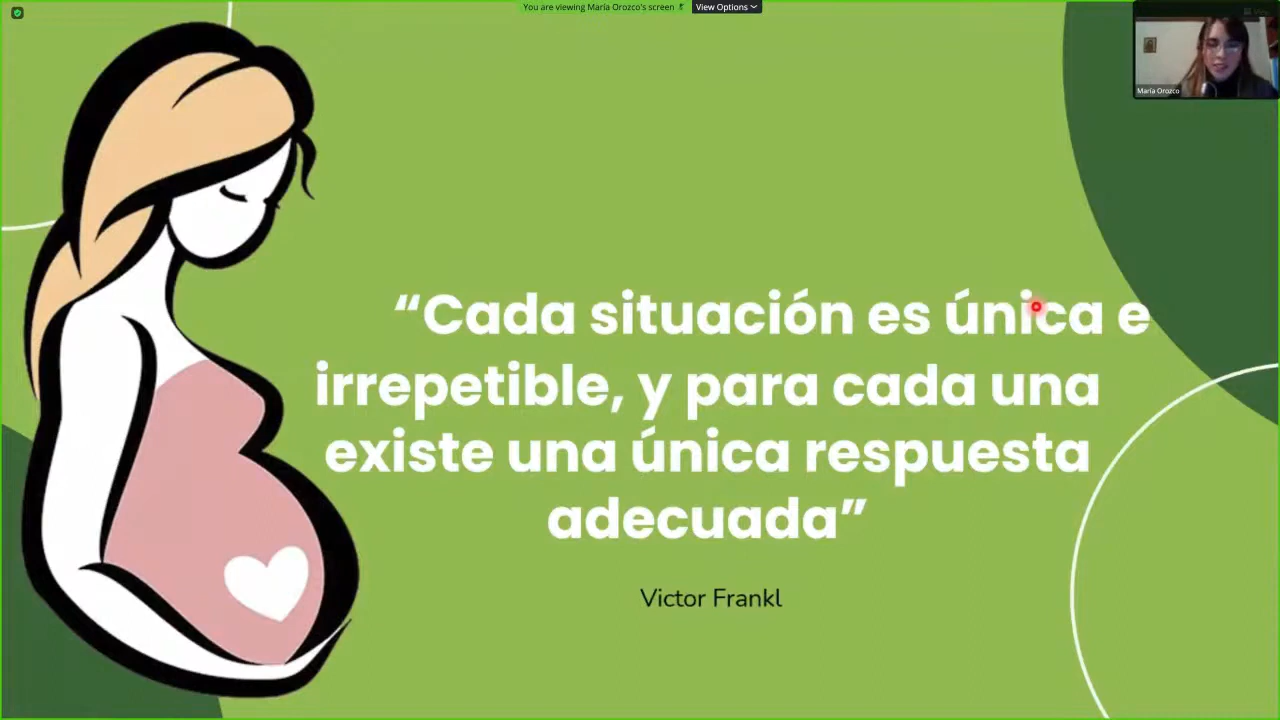 You are viewing María Orozco's screen
View Options
María Orozco
“Cada situación es única e
irrepetible, y para cada una
existe una única respuesta
adecuada”
Victor Frankl